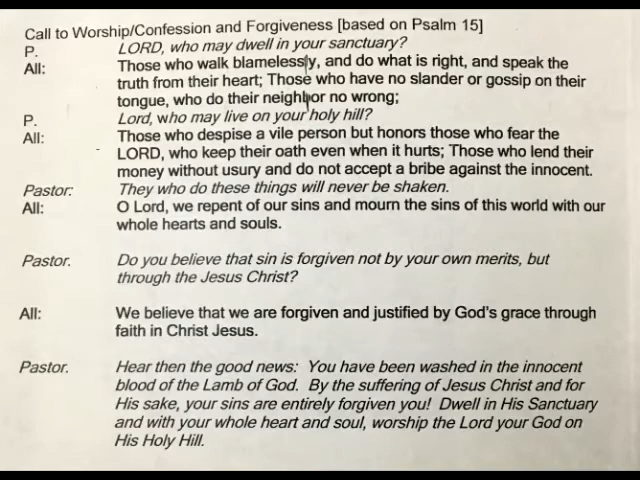 Call to Worship/Confession and Forgiveness [based on Psalm 15]
P. LORD, who may dwell in your sanctuary?
All: Those who walk blamelessly, and do what is right, and speak the
truth from their heart; Those who have no slander or gossip on their
tongue, who do their neighbor no wrong;
P. Lord, who may live on your holy hill?
All: Those who despise a vile person but honors those who fear the
LORD, who keep their oath even when it hurts; Those who lend their
money without usury and do not accept a bribe against the innocent.
Pastor: They who do these things will never be shaken.
All: O Lord, we repent of our sins and mourn the sins of this world with our
whole hearts and souls.
Pastor. Do you believe that sin is forgiven not by your own merits, but
through the Jesus Christ?
All: We believe that we are forgiven and justified by God's grace through
faith in Christ Jesus.
Pastor. Hear then the good news: You have been washed in the innocent
blood of the Lamb of God. By the suffering of Jesus Christ and for
His sake, your sins are entirely forgiven you! Dwell in His Sanctuary
and with your whole heart and soul, worship the Lord your God on
His Holy Hill.